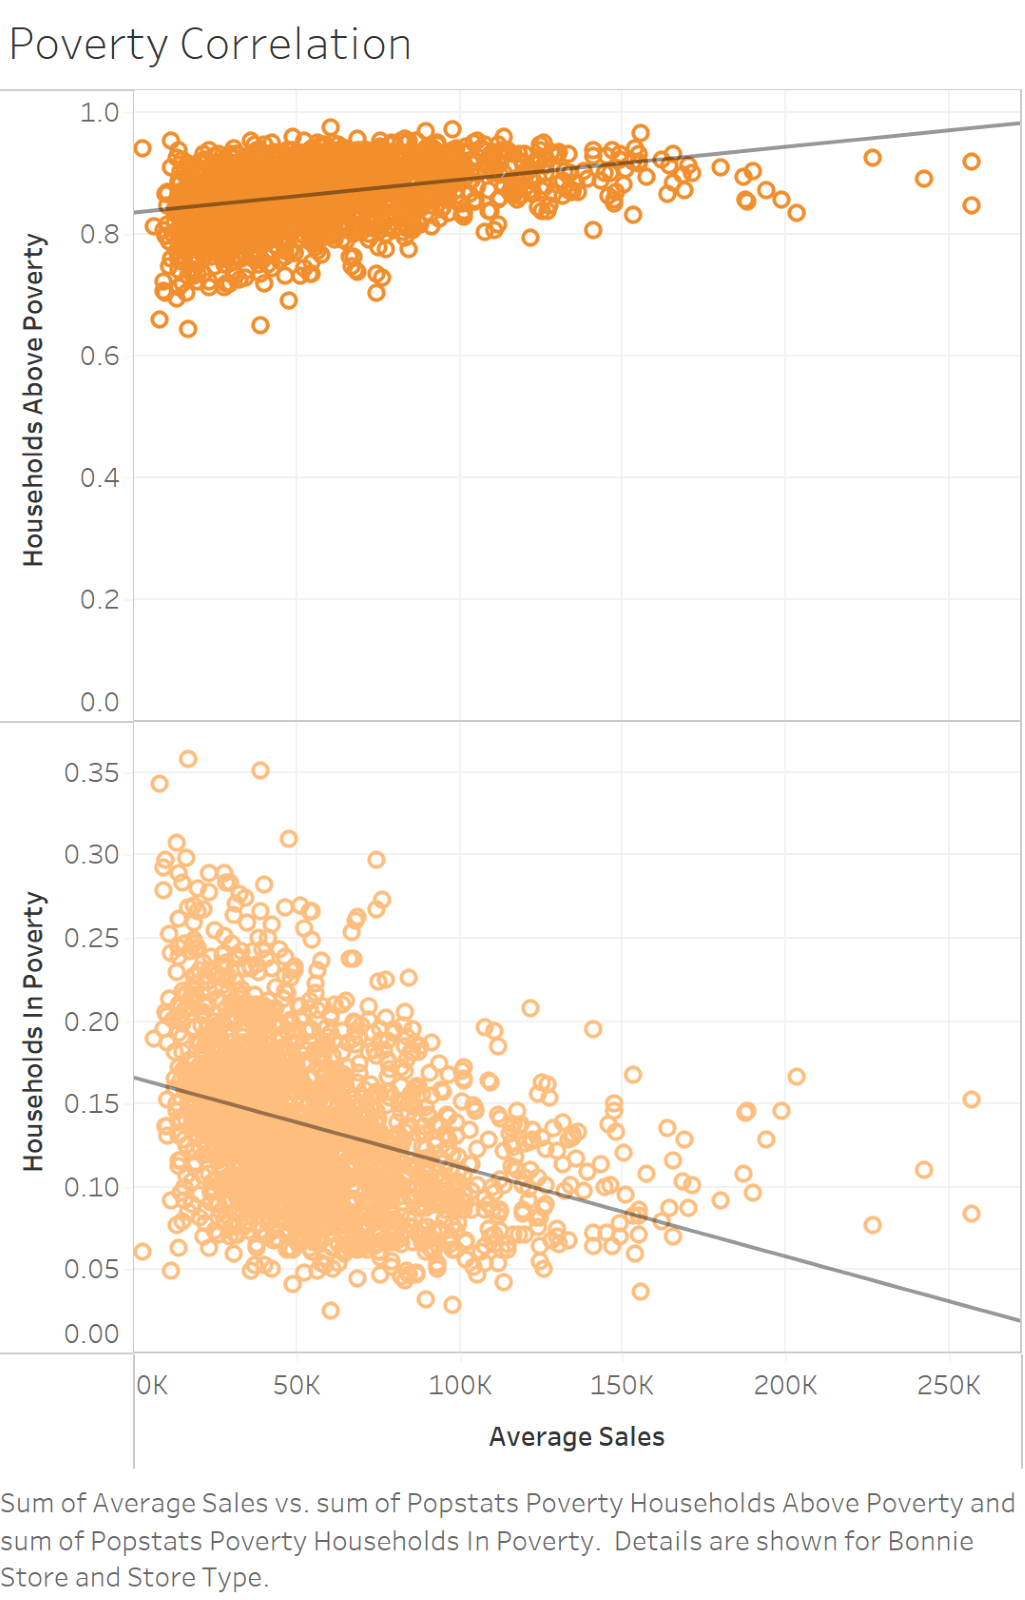 Poverty Correlation
1.0
0.8
0.6
0.4
0.2
0.0
Households Above Poverty
0.35
0.30
0.25
0.20
0.15
0.10
0.05
0.00
Households In Poverty
0K 50K 100K 150K 200K 250K
Average Sales
Sum of Average Sales vs. sum of Popstats Poverty Households Above Poverty and
sum of Popstats Poverty Households In Poverty. Details are shown for Bonnie
Store and Store Type.